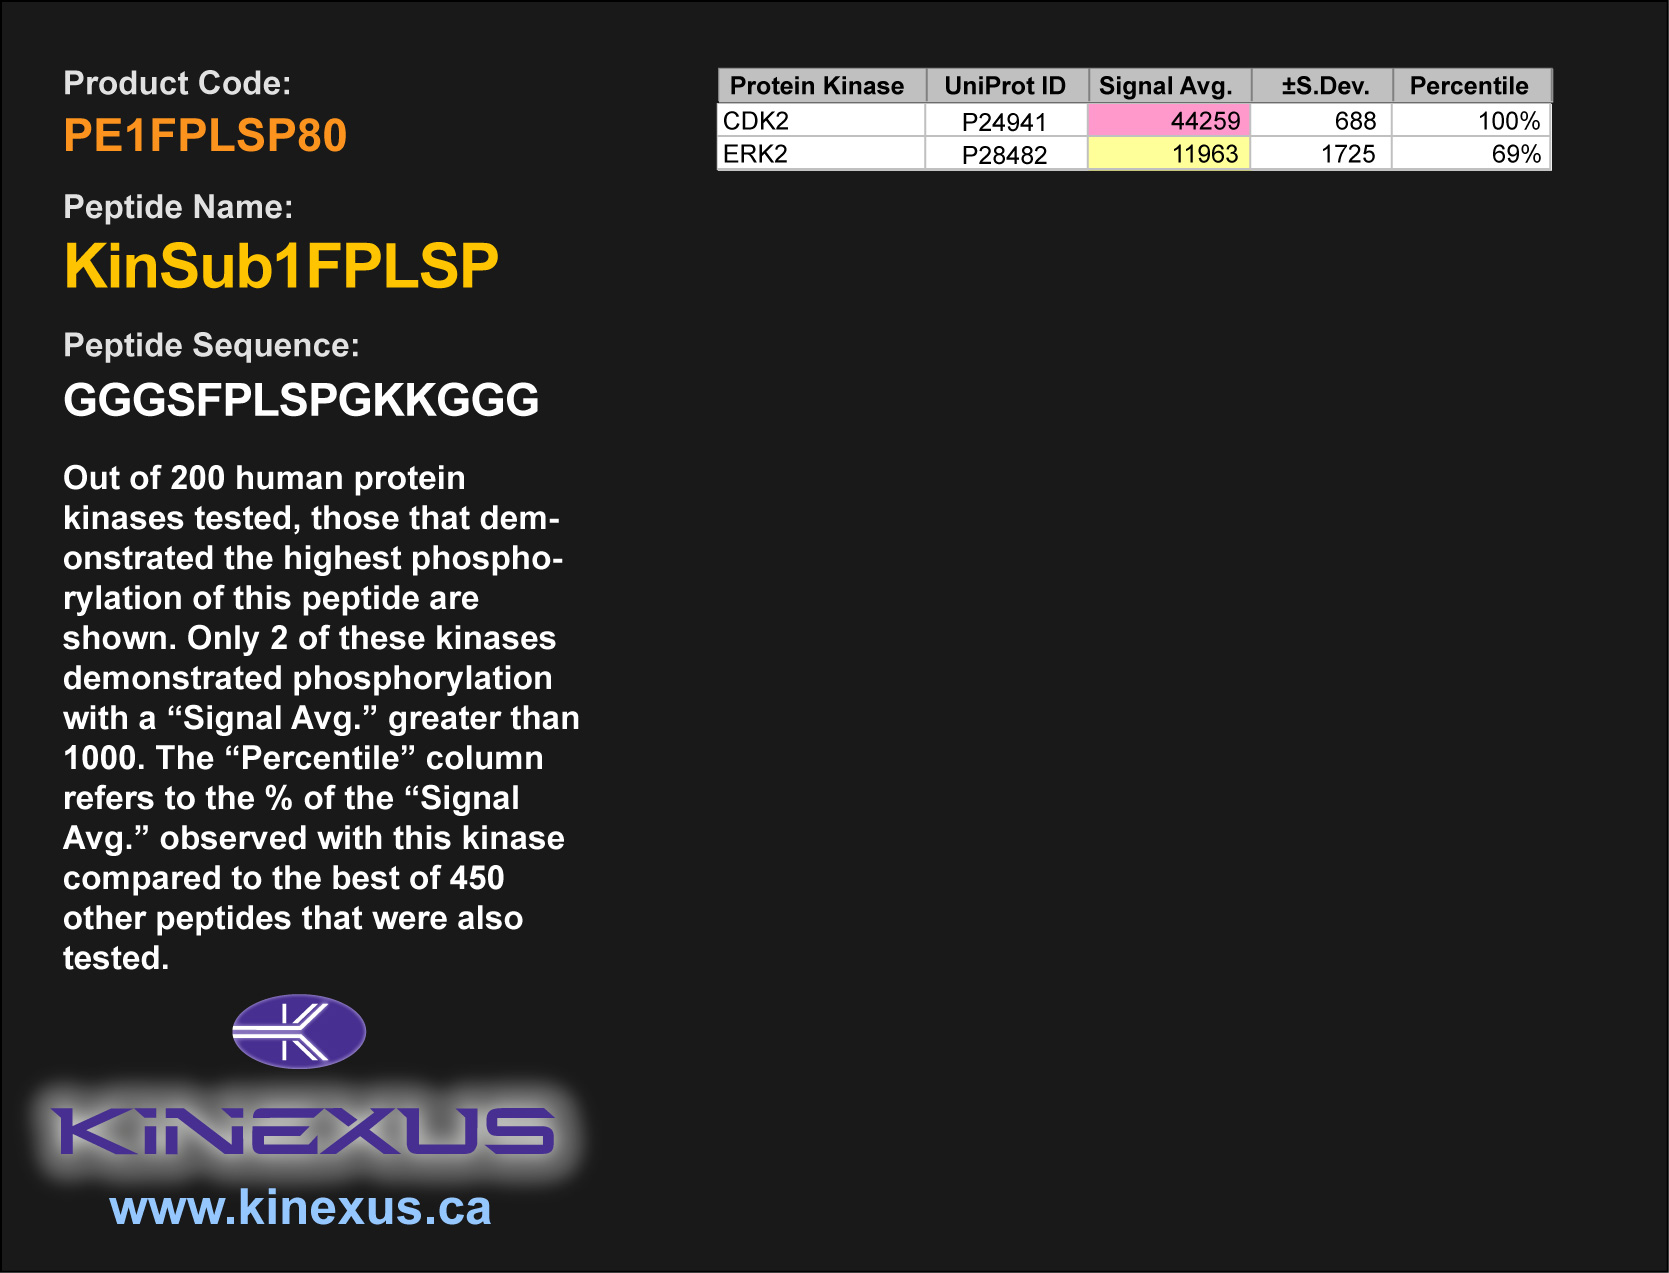 Product Code:
PE1FPLSP80
Peptide Name:
KinSub1FPLSP
Peptide Sequence:
GGGSFPLSPGKKGGG
Out of 200 human protein
kinases tested, those that dem-
onstrated the highest phospho-
rylation of this peptide are
shown. Only 2 of these kinases
demonstrated phosphorylation
with a “Signal Avg.” greater than
1000. The “Percentile” column
refers to the % of the “Signal
Avg.” observed with this kinase
compared to the best of 450
other peptides that were also
tested.
KiNEXUS
www.kinexus.ca
Protein Kinase UniProt ID Signal Avg. ±S.Dev. Percentile
CDK2 P24941 44259 688 100%
ERK2 P28482 11963 1725 69%